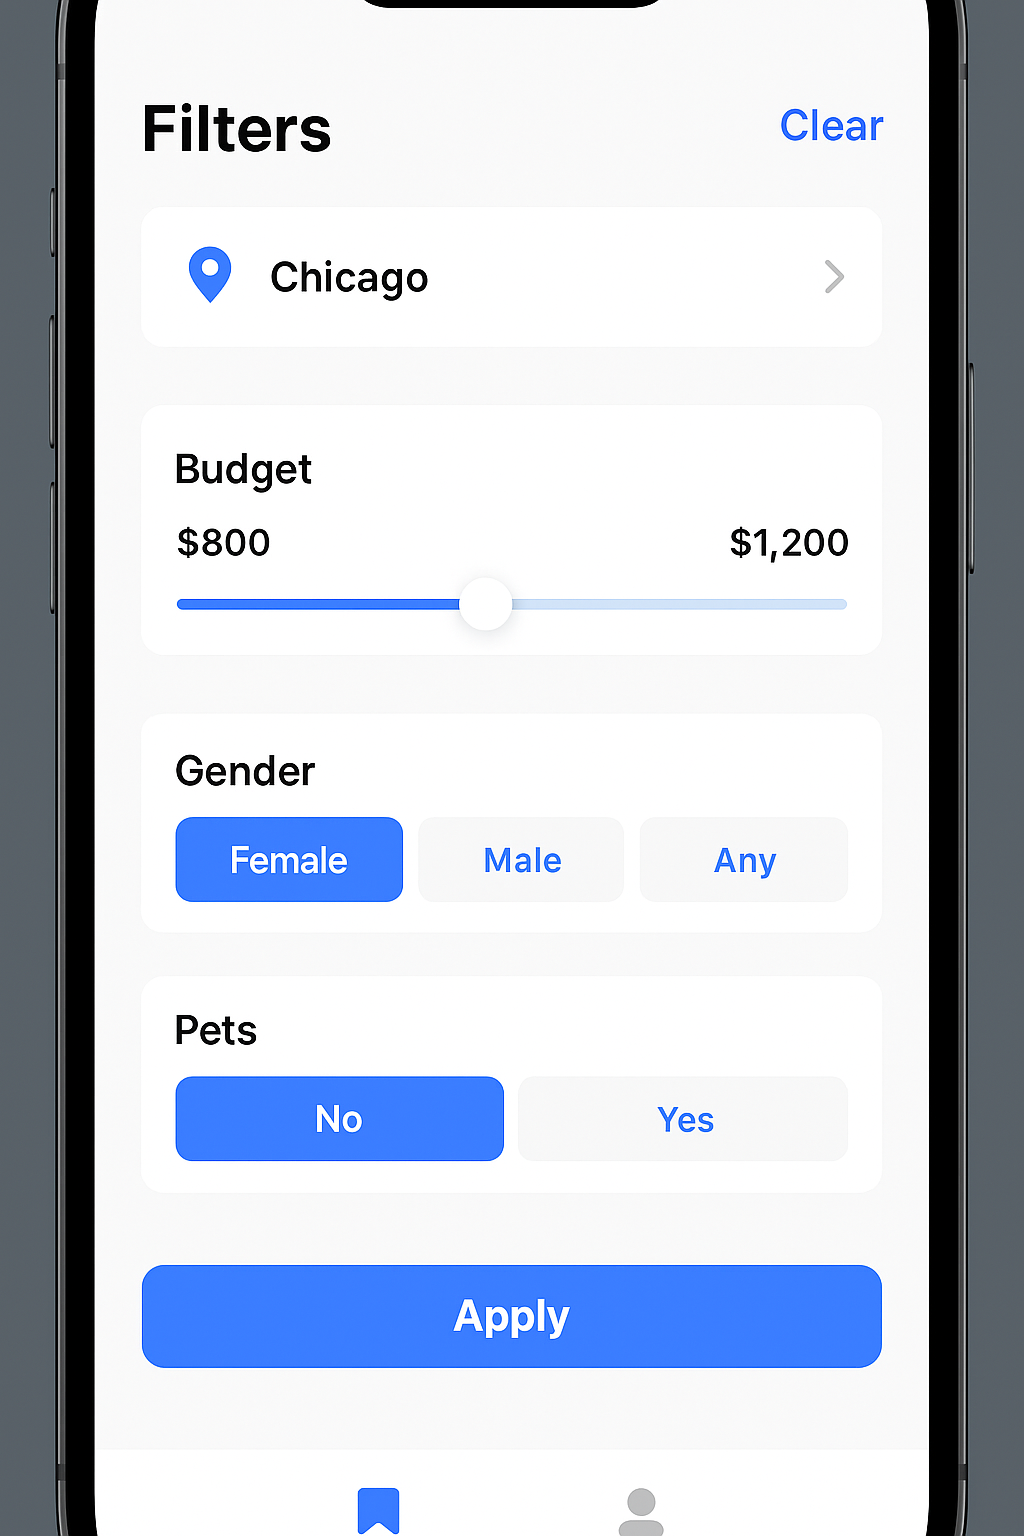 Filters
Clear
Chicago
Budget
$800 $1,200
Gender
Female Male Any
Pets
No Yes
Apply